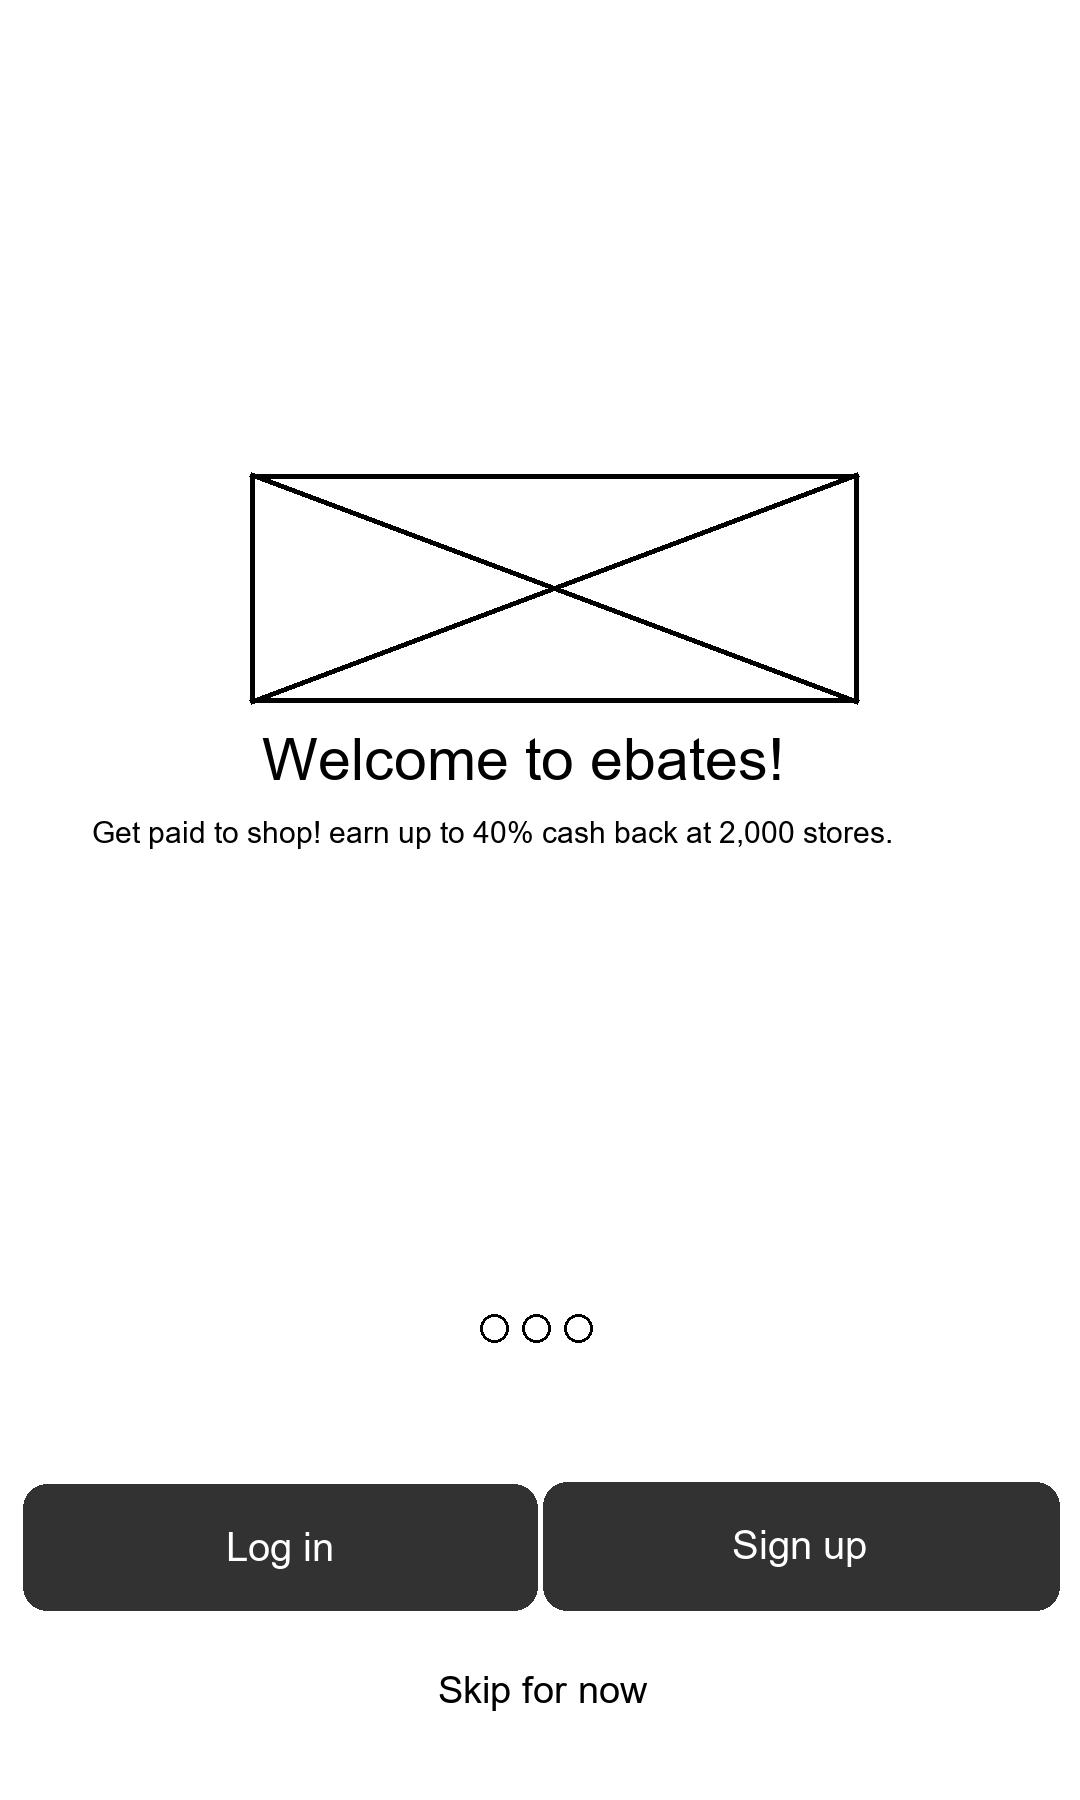 Welcome to ebates!
Get paid to shop! earn up to 40% cash back at 2,000 stores.
Log in
Sign up
Skip for now